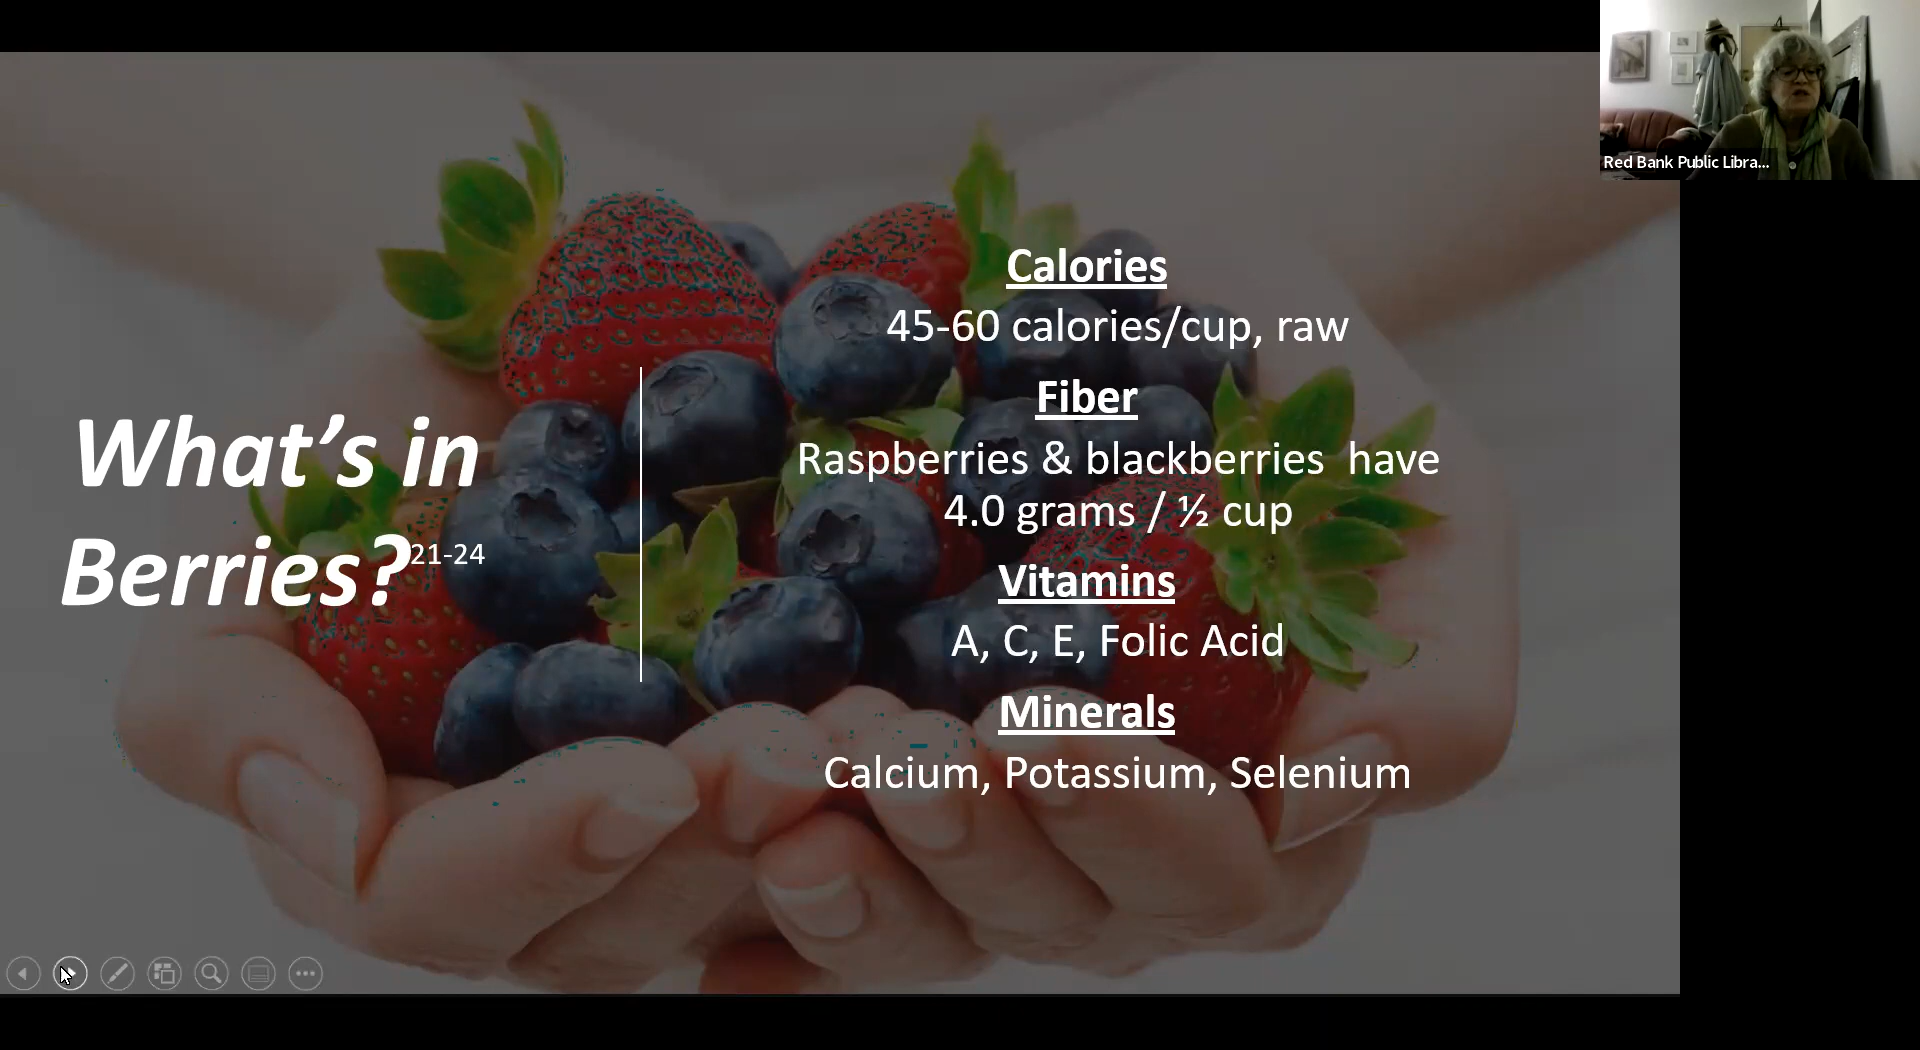 Red Bank Public Libra...
What's in
Berries?21-24
Calories
45-60 calories/cup, raw
Fiber
Raspberries & blackberries have
4.0 grams / ½ cup
Vitamins
A, C, E, Folic Acid
Minerals
Calcium, Potassium, Selenium